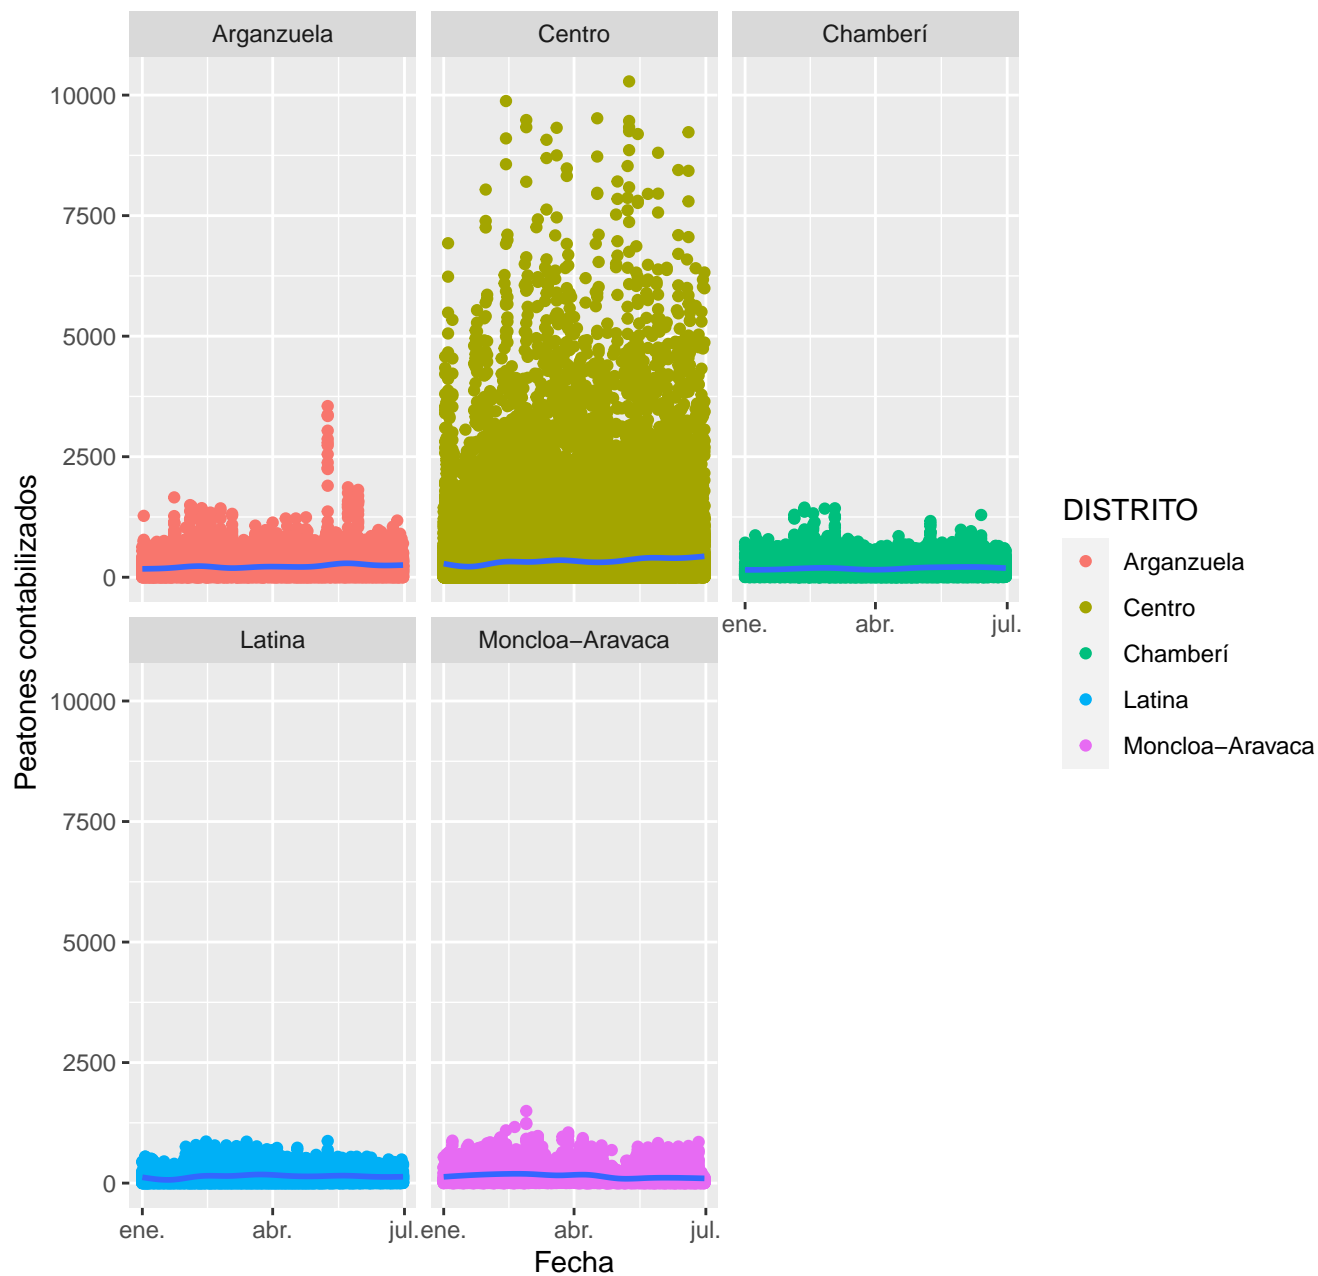 Arganzuela
Centro
Chamberí
10000
7500
5000
2500
0
ene.
abr.
jul.
Latina
Moncloa−Aravaca
10000
7500
5000
2500
0
ene.
abr.
jul.
ene.
abr.
jul.
Fecha
Peatones contabilizados
DISTRITO
Arganzuela
Centro
Chamberí
Latina
Moncloa−Aravaca